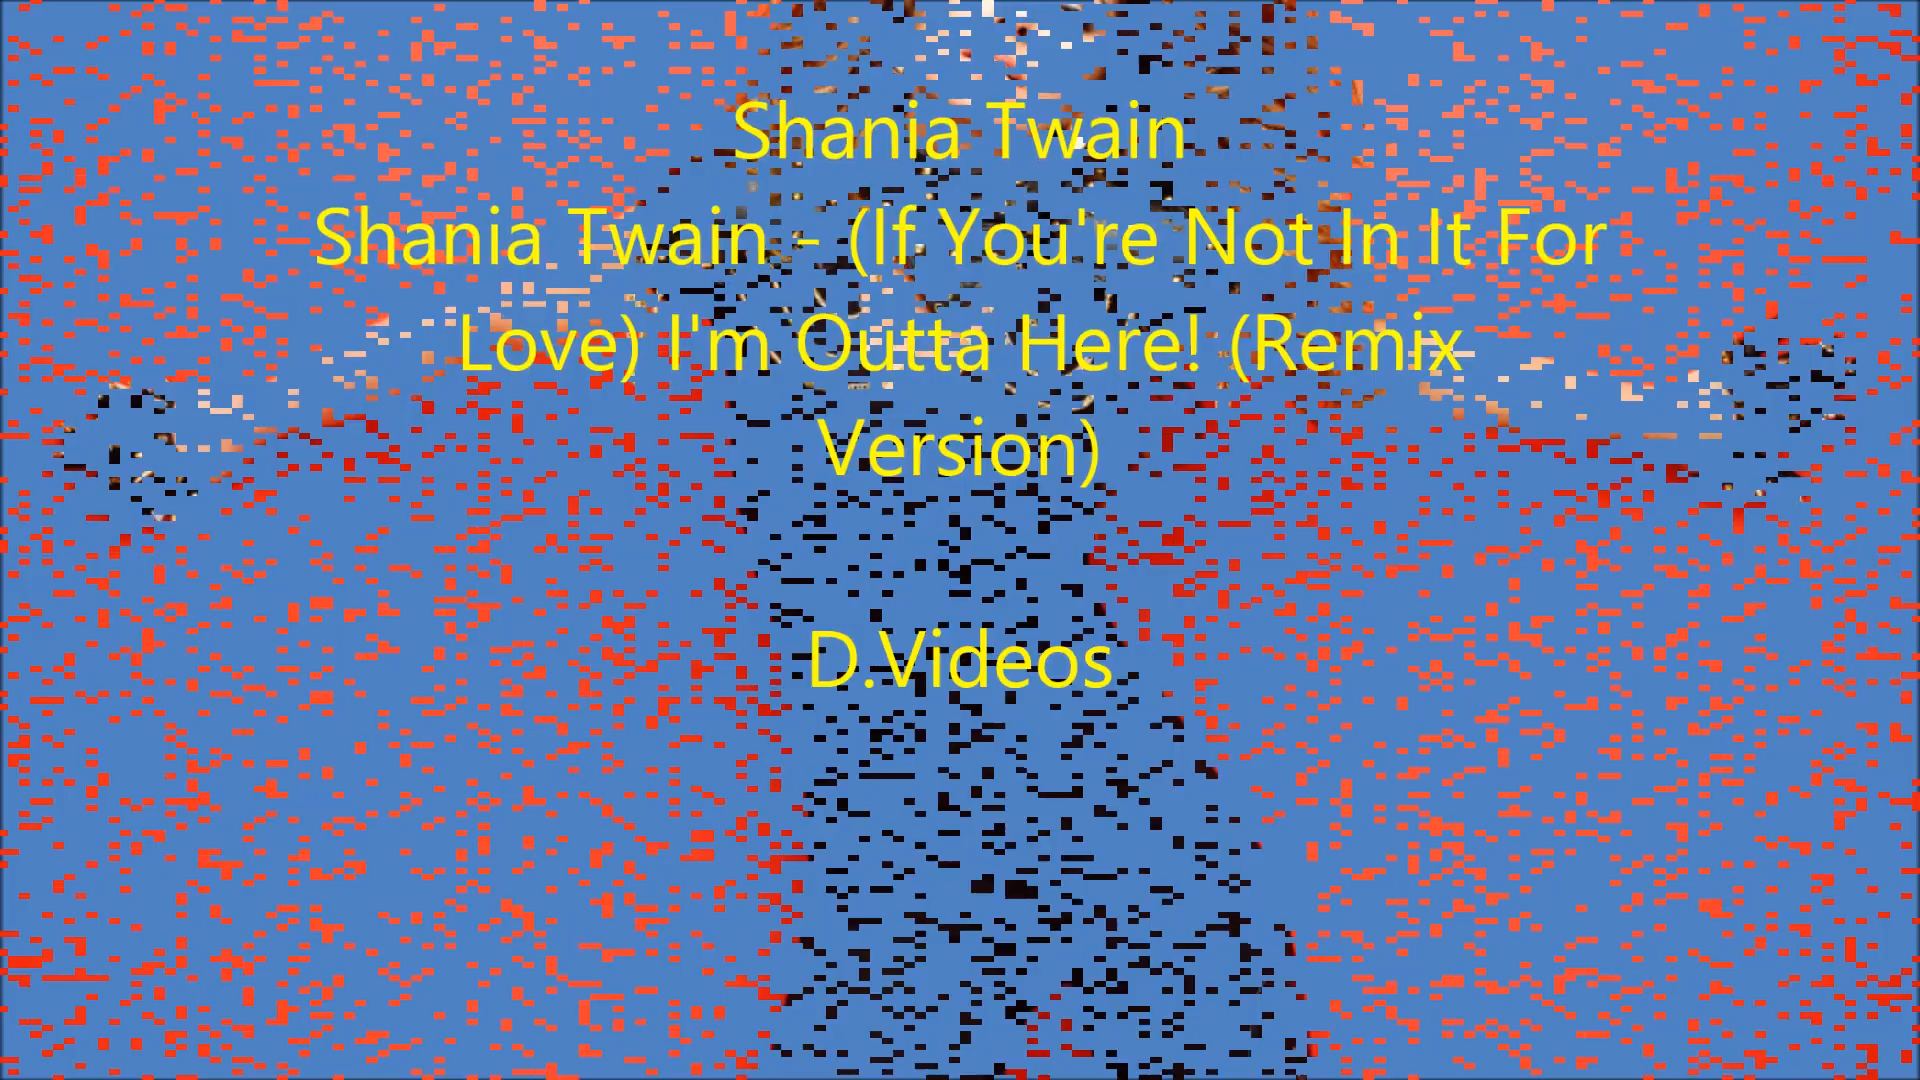 Shania Twain
Shania Twain - (If You're Not In It For
Love) I'm Outta Here! (Remix
Version)
D.Videos